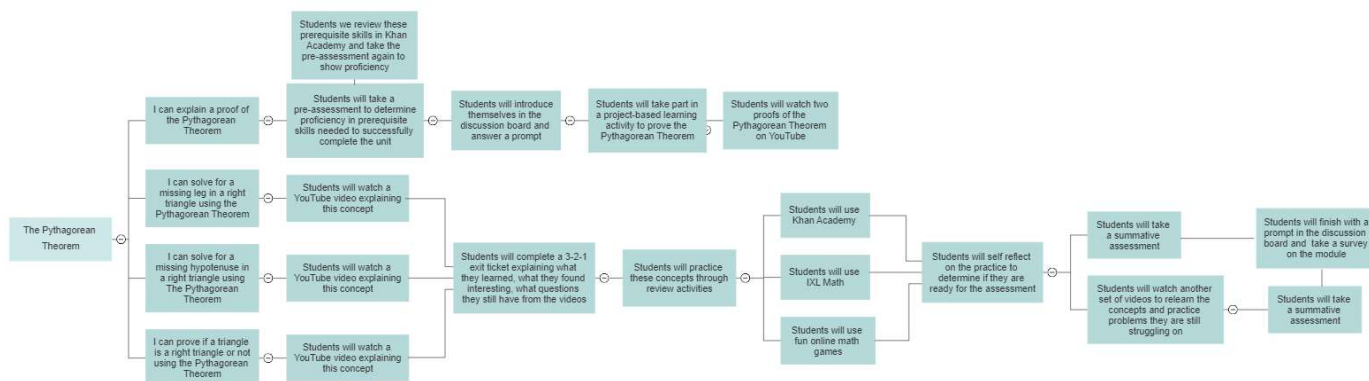 Students we review these
prerequisite skills in Khan
Academy and take the
pre-assessment again to
show proficiency
I can explain a proof of
the Pythagorean
Theorem
Students will take a
pre-assessment to determine
proficiency in prerequisite
skills needed to successfully
complete the unit
Students will introduce
themselves in the
discussion board and
answer a prompt
Students will take part in
a project-based learning
activity to prove the
Pythagorean Theorem
Students will watch two
proofs of the
Pythagorean Theorem
on YouTube
I can solve for a
missing leg in a right
triangle using the
Pythagorean Theorem
Students will watch a
YouTube video explaining
this concept
The Pythagorean
Theorem
I can solve for a
missing hypotenuse in
a right triangle using
The Pythagorean
Theorem
Students will watch a
YouTube video explaining
this concept
I can prove if a triangle
is a right triangle or not
using the Pythagorean
Theorem
Students will watch a
YouTube video explaining
this concept
Students will complete a 3-2-1
exit ticket explaining what
they learned, what they found
interesting, what questions
they still have from the videos
Students will practice
these concepts through
review activities
Students will use
Khan Academy
Students will use
IXL Math
Students will use
fun online math
games
Students will self reflect
on the practice to
determine if they are
ready for the assessment
Students will take
a summative
assessment
Students will finish with a
prompt in the discussion
board and take a survey
on the module
Students will watch another
set of videos to relearn the
concepts and practice
problems they are still
struggling on
Students will take
a summative
assessment